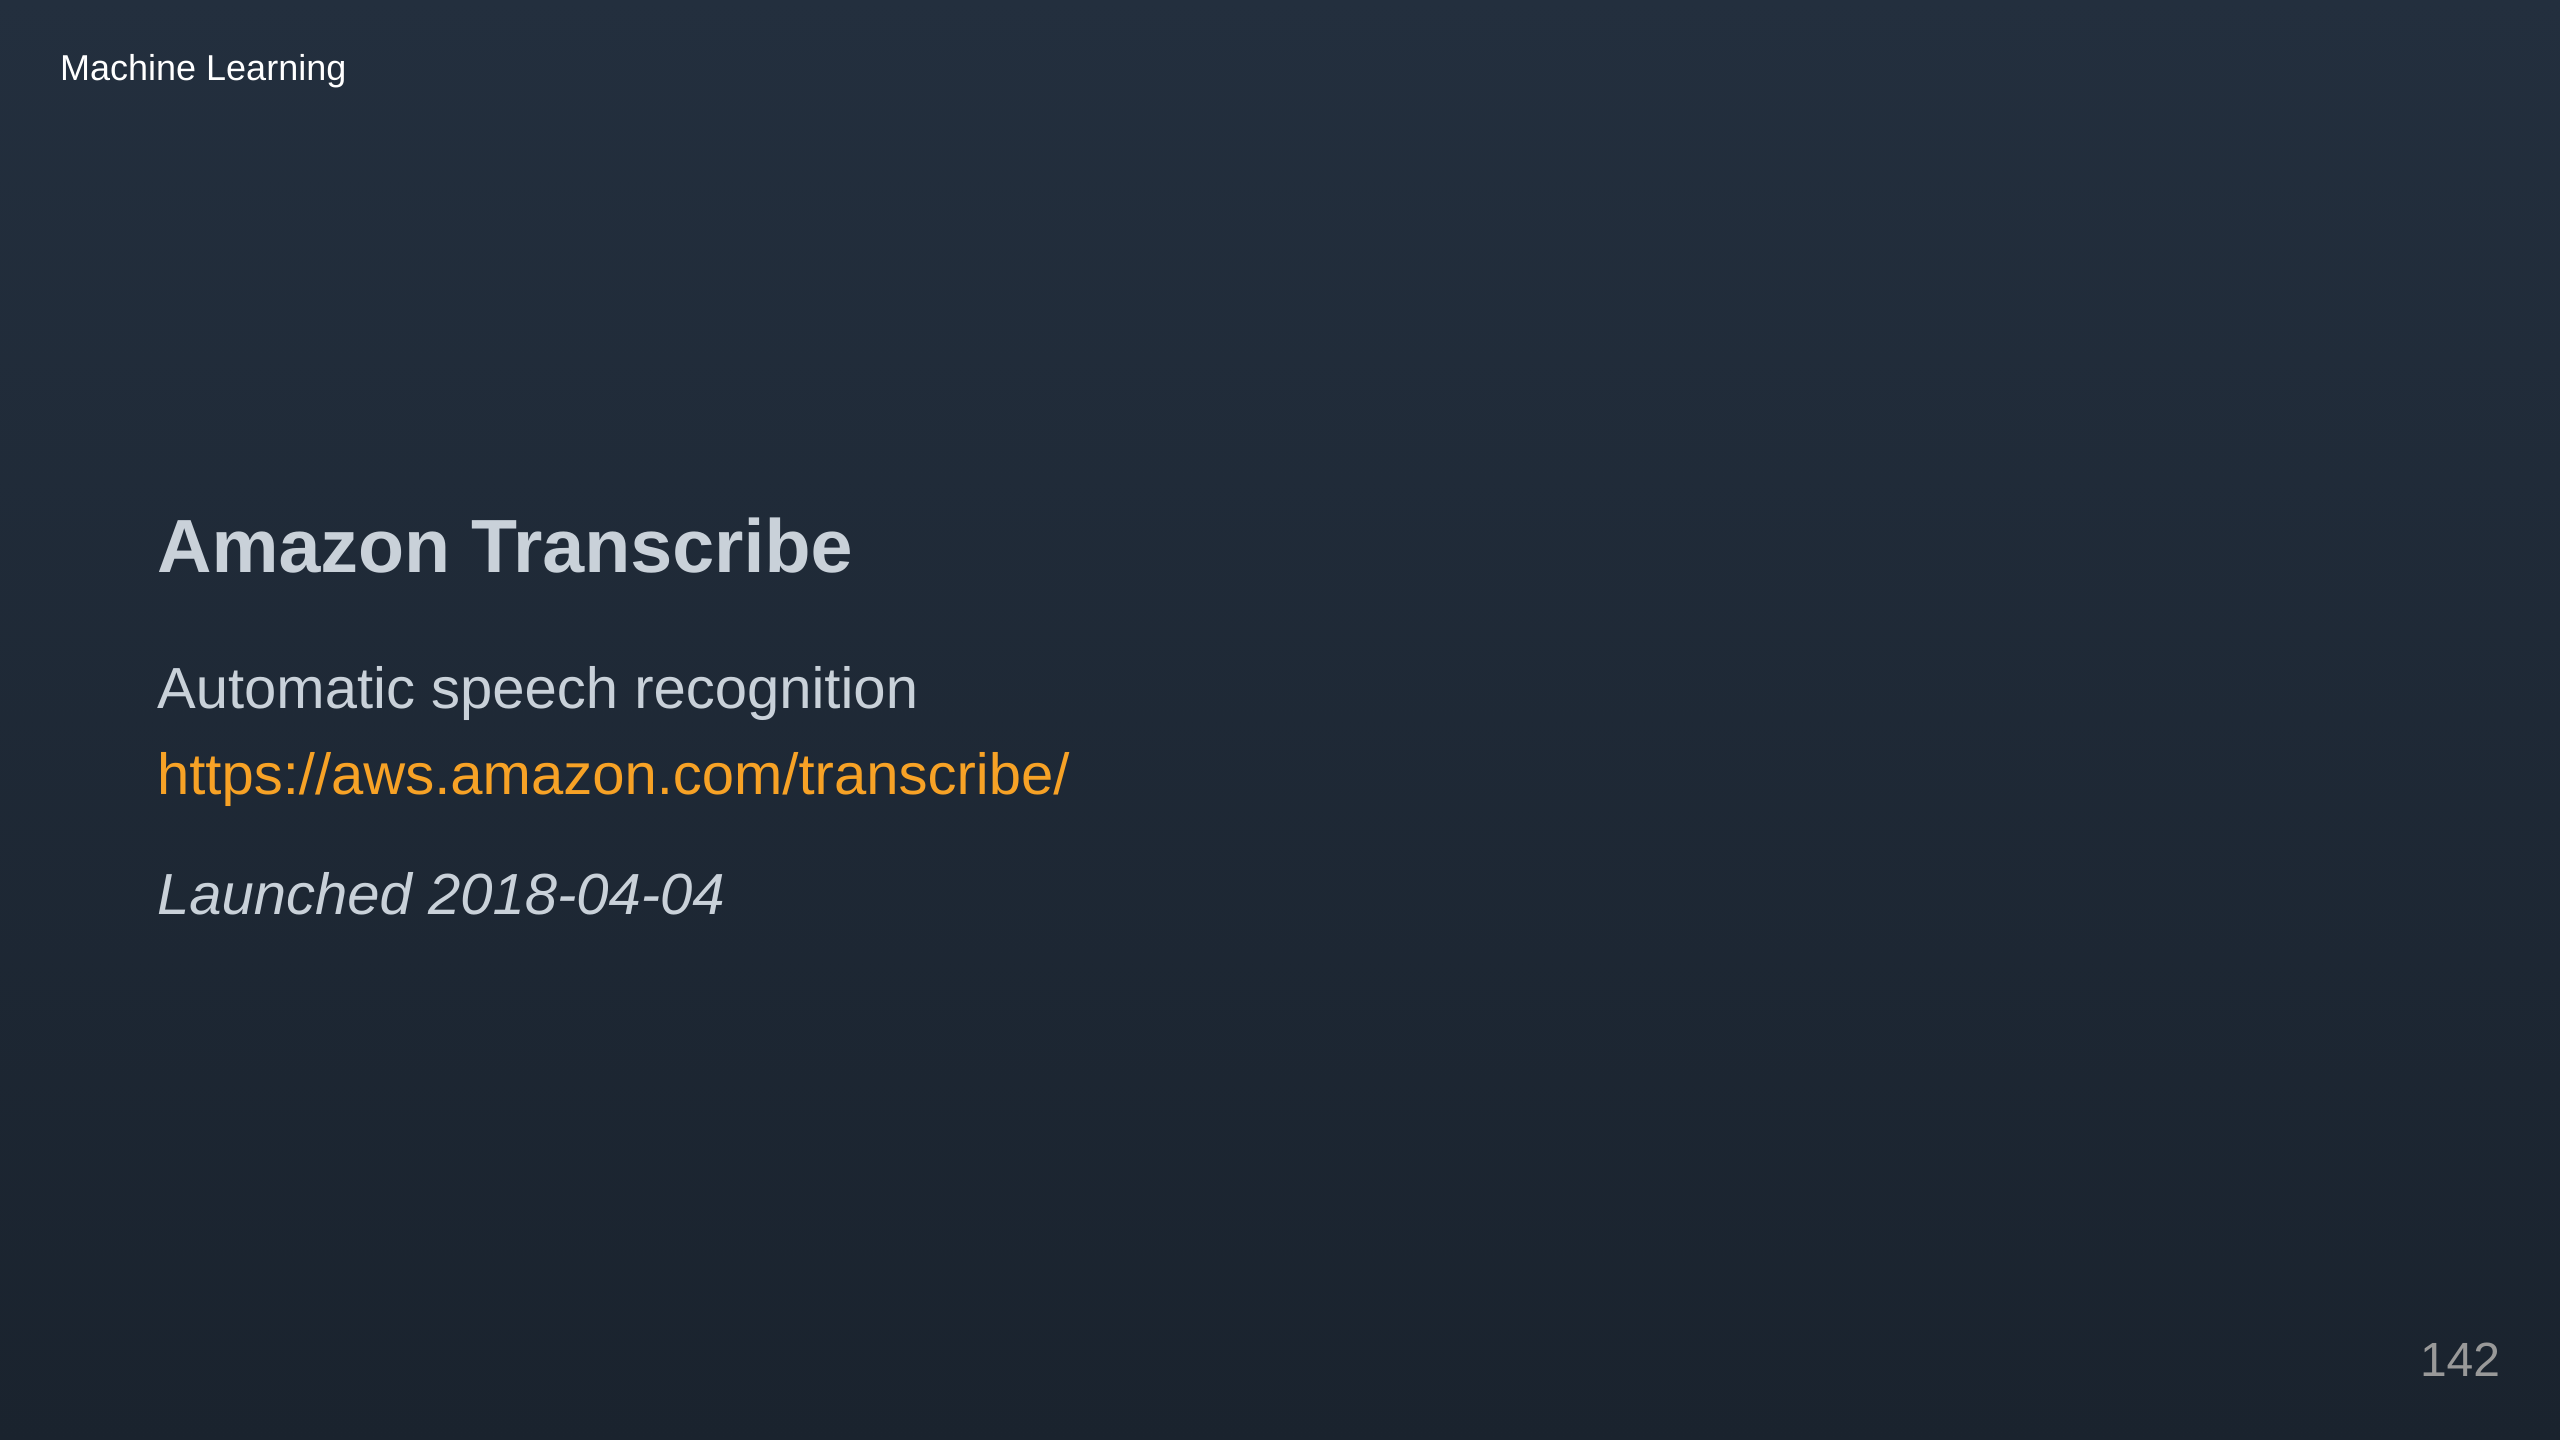 Machine Learning
Amazon Transcribe
Automatic speech recognition
https://aws.amazon.com/transcribe/
Launched 2018-04-04
142